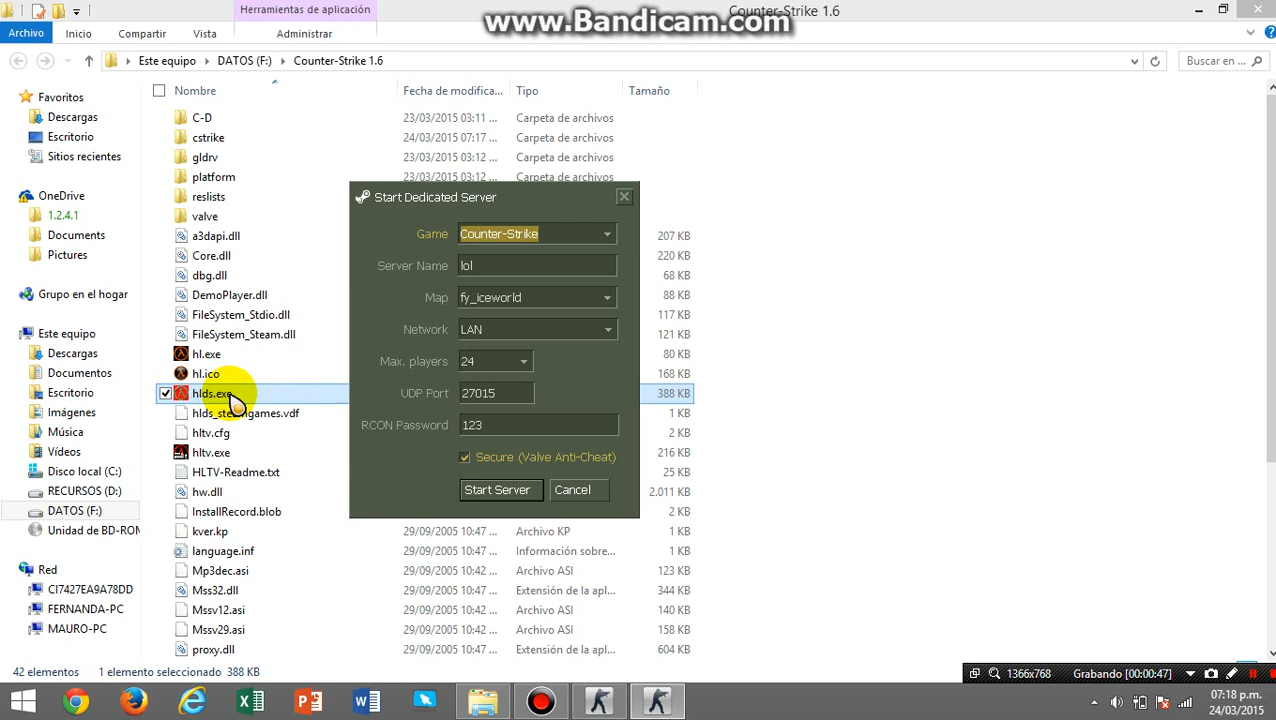 Herramientas de aplicación
www.Bandicam.com
Counter-Strike 1.6
Archivo Inicio Compartir Vista Administrar
Este equipo DATOS (F:) Counter-Strike 1.6
Buscar en ...
Nombre Fecha de modifica... Tipo Tamaño
Favoritos
Descargas
Escritorio
Sitios recientes
OneDrive
1.2.4.1
Documents
Pictures
Grupo en el hogar
Este equipo
Descargas
Documentos
Escritorio
Imágenes
Música
Vídeos
Disco local (C:)
RECURSOS (D:)
DATOS (F:)
Unidad de BD-ROM
Red
CI7427EA9A78DD
FERNANDA-PC
MAURO-PC
C-D 23/03/2015 03:11 ... Carpeta de archivos
cstrike 24/03/2015 07:17 ... Carpeta de archivos
gldrv 23/03/2015 03:12 ... Carpeta de archivos
platform 23/03/2015 03:12 ... Carpeta de archivos
reslists
valve
a3dapi.dll 207 KB
Core.dll 220 KB
dbg.dll 68 KB
DemoPlayer.dll 88 KB
FileSystem_Stdio.dll 117 KB
FileSystem_Steam.dll 121 KB
hl.exe 80 KB
hl.ico 168 KB
hlds.exe 388 KB
hlds_steamgames.vdf 1 KB
hltv.cfg 2 KB
hltv.exe 216 KB
HLTV-Readme.txt 25 KB
hw.dll 2.011 KB
InstallRecord.blob 2 KB
kver.kp 29/09/2005 10:47 ... Archivo KP 1 KB
language.inf 29/09/2005 10:47 ... Información sobre... 1 KB
Mp3dec.asi 29/09/2005 10:47 ... Archivo ASI 123 KB
Mss32.dll 29/09/2005 10:47 ... Extensión de la apl... 344 KB
Mssv12.asi 29/09/2005 10:42 ... Archivo ASI 140 KB
Mssv29.asi 29/09/2005 10:42 ... Archivo ASI 158 KB
proxy.dll 29/09/2005 10:47 ... Extensión de la apl... 604 KB
Start Dedicated Server
Game Counter-Strike
Server Name lol
Map fy_iceworld
Network LAN
Max. players 24
UDP Port 27015
RCON Password 123
Secure (Valve Anti-Cheat)
Start Server Cancel
42 elementos 1 elemento seleccionado 388 KB
1366x768 Grabando [00:00:47]
07:18 p.m.
24/03/2015